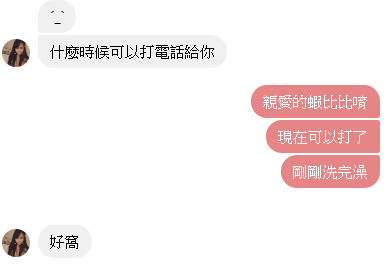 什麼時候可以打電話給你
親愛的蝦比比唷
現在可以打了
剛剛洗完澡
好窩